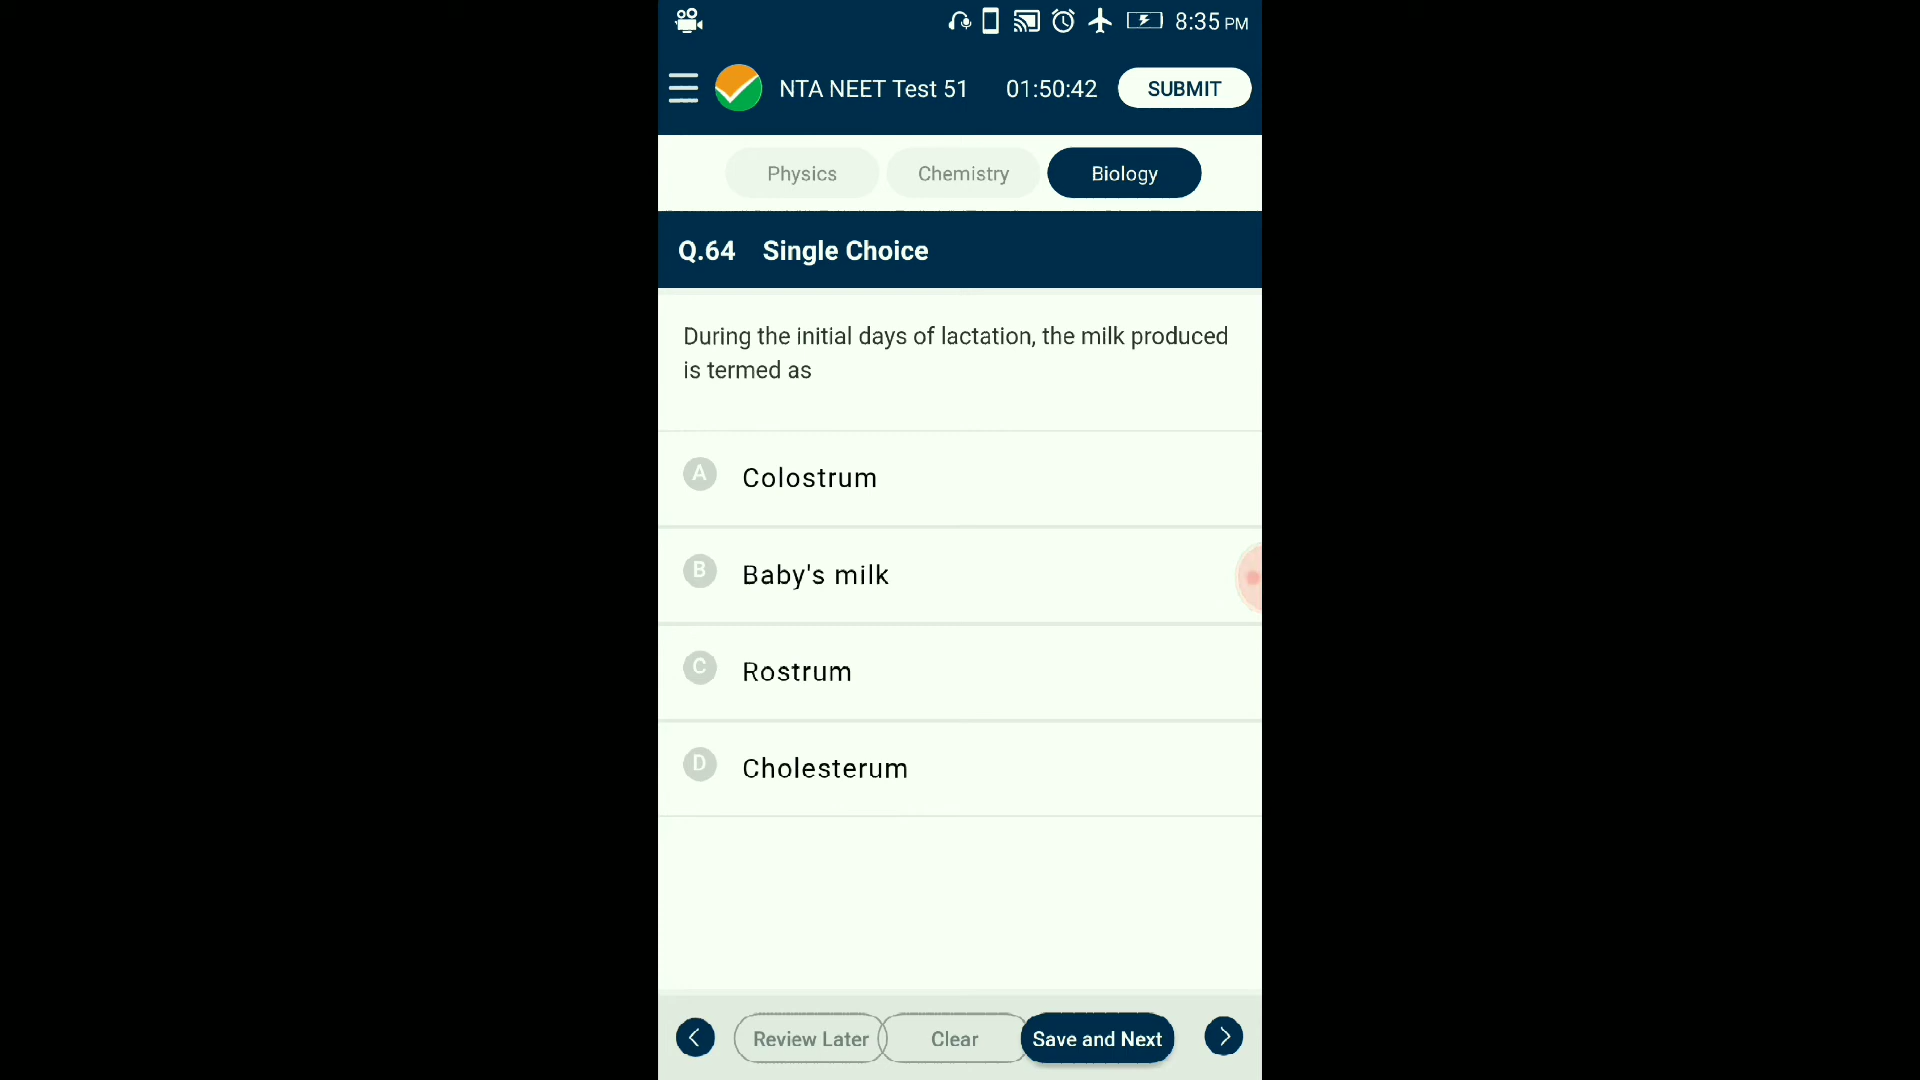 8:35 PM
NTA NEET Test 51 01:50:42 SUBMIT
Physics Chemistry Biology
Q.64 Single Choice
During the initial days of lactation, the milk produced
is termed as
A Colostrum
B Baby's milk
C Rostrum
D Cholesterum
Review Later Clear Save and Next